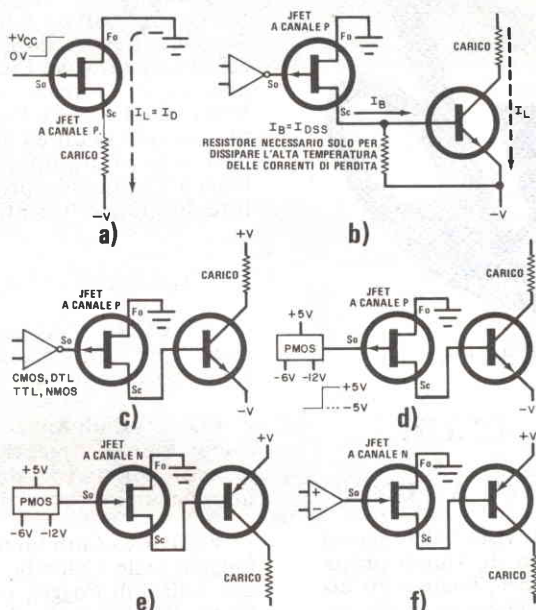 +VCC
0V
So
Fo
IL=ID
JFET
A CANALE P.
Sc
CARICO
-V
a)
JFET
A CANALE P
Fo
So
Sc
IB
IB=IDSS
RESISTORE NECESSARIO SOLO PER
DISSIPARE L'ALTA TEMPERATURA
DELLE CORRENTI DI PERDITA
CARICO
IL
-V
b)
JFET
A CANALE P
Fo
So
CMOS, DTL
TTL, NMOS
Sc
+V
CARICO
-V
c)
JFET
A CANALE P
Fo
+5V
PMOS
So
-6V -12V
+5V
-5V
Sc
CARICO
-V
d)
JFET
A CANALE N
Fo
+5V
PMOS
So
-6V -12V
Sc
+V
CARICO
e)
JFET
A CANALE N
Fo
+
-
So
Sc
+V
CARICO
f)